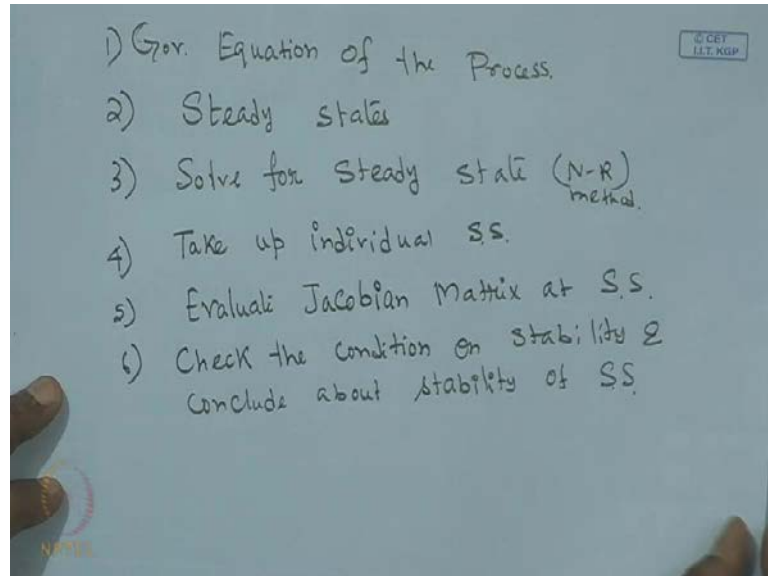 1) Gov. Equation of the Process.
© CET
I.I.T. KGP
2) Steady states
3) Solve for steady state (N-R)
method.
4) Take up individual S.S.
5) Evaluate Jacobian Matrix at S.S.
6) Check the condition on stability &
conclude about stability of S.S.
NPTEL